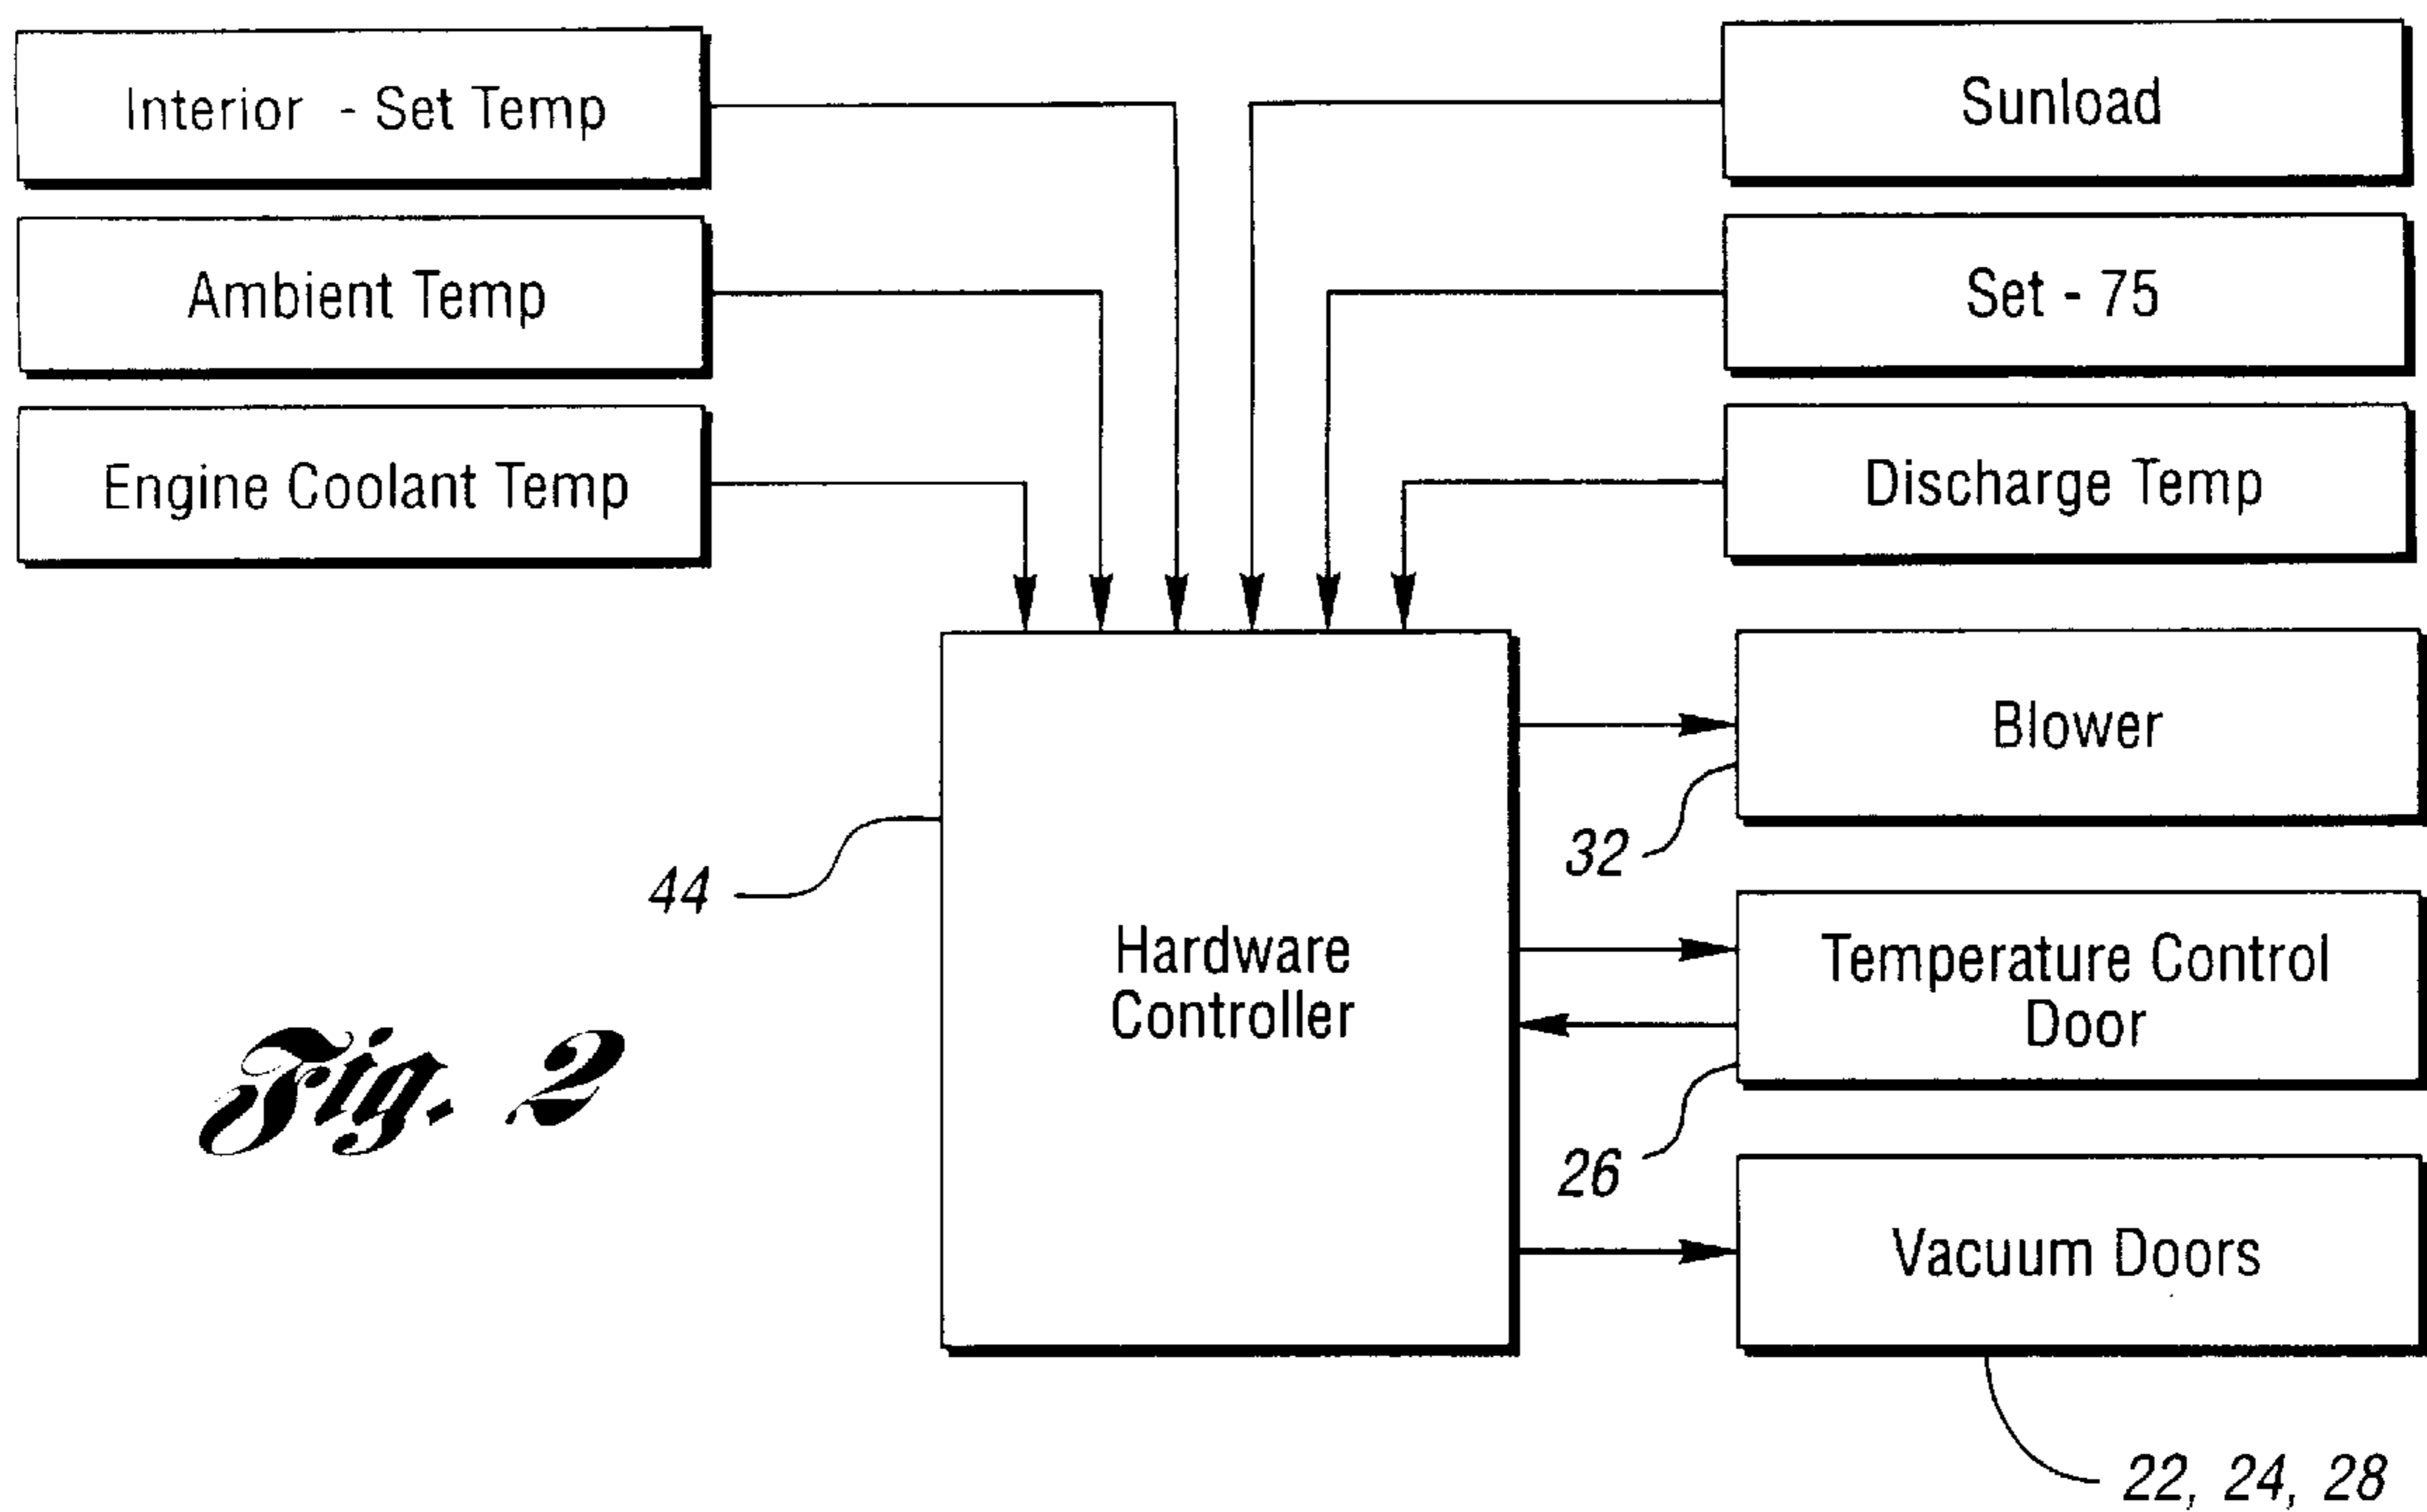 Interior - Set Temp
Sunload
Ambient Temp
Set - 75
Engine Coolant Temp
Discharge Temp
Blower
32
44
Hardware
Controller
Temperature Control
Door
26
Fig. 2
Vacuum Doors
22, 24, 28